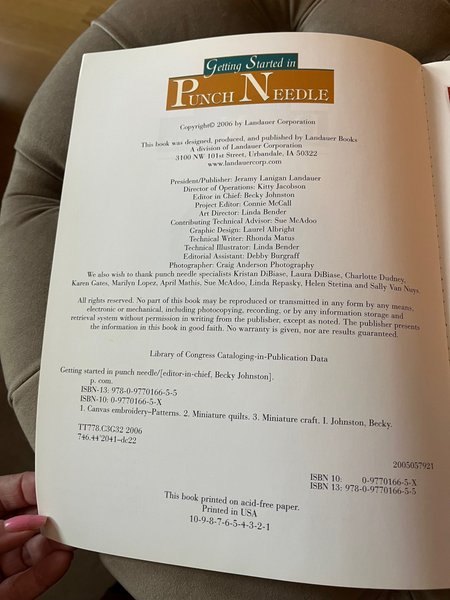 Getting Started in
PUNCH NEEDLE
Copyright© 2006 by Landauer Corporation
This book was designed, produced, and published by Landauer Books
A division of Landauer Corporation
3100 NW 101st Street, Urbandale, IA 50322
www.landauercorp.com
President/Publisher: Jeramy Lanigan Landauer
Director of Operations: Kitty Jacobson
Editor in Chief: Becky Johnston
Project Editor: Connie McCall
Art Director: Linda Bender
Contributing Technical Advisor: Sue McAdoo
Graphic Design: Laurel Albright
Technical Writer: Rhonda Matus
Technical Illustrator: Linda Bender
Editorial Assistant: Debby Burgraff
Photographer: Craig Anderson Photography
We also wish to thank punch needle specialists Kristan DiBiase, Laura DiBiase, Charlotte Dudney,
Karen Gates, Marilyn Lopez, April Mathis, Sue McAdoo, Linda Repasky, Helen Stetina and Sally Van Nuys.
All rights reserved. No part of this book may be reproduced or transmitted in any form by any means,
electronic or mechanical, including photocopying, recording, or by any information storage and
retrieval system without permission in writing from the publisher, except as noted. The publisher presents
the information in this book in good faith. No warranty is given, nor are results guaranteed.
Library of Congress Cataloging-in-Publication Data
Getting started in punch needle/[editor-in-chief, Becky Johnston].
p. com.
ISBN-13: 978-0-9770166-5-5
ISBN-10: 0-9770166-5-X
1. Canvas embroidery–Patterns. 2. Miniature quilts. 3. Miniature craft. I. Johnston, Becky.
TT778.C3G32 2006
746.44'2041–dc22
2005057921
ISBN 10: 0-9770166-5-X
ISBN 13: 978-0-9770166-5-5
This book printed on acid-free paper.
Printed in USA
10-9-8-7-6-5-4-3-2-1